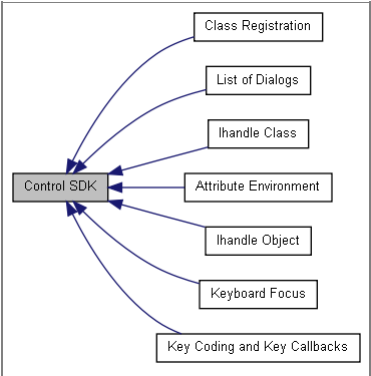 Class Registration
List of Dialogs
Ihandle Class
Control SDK
Attribute Environment
Ihandle Object
Keyboard Focus
Key Coding and Key Callbacks